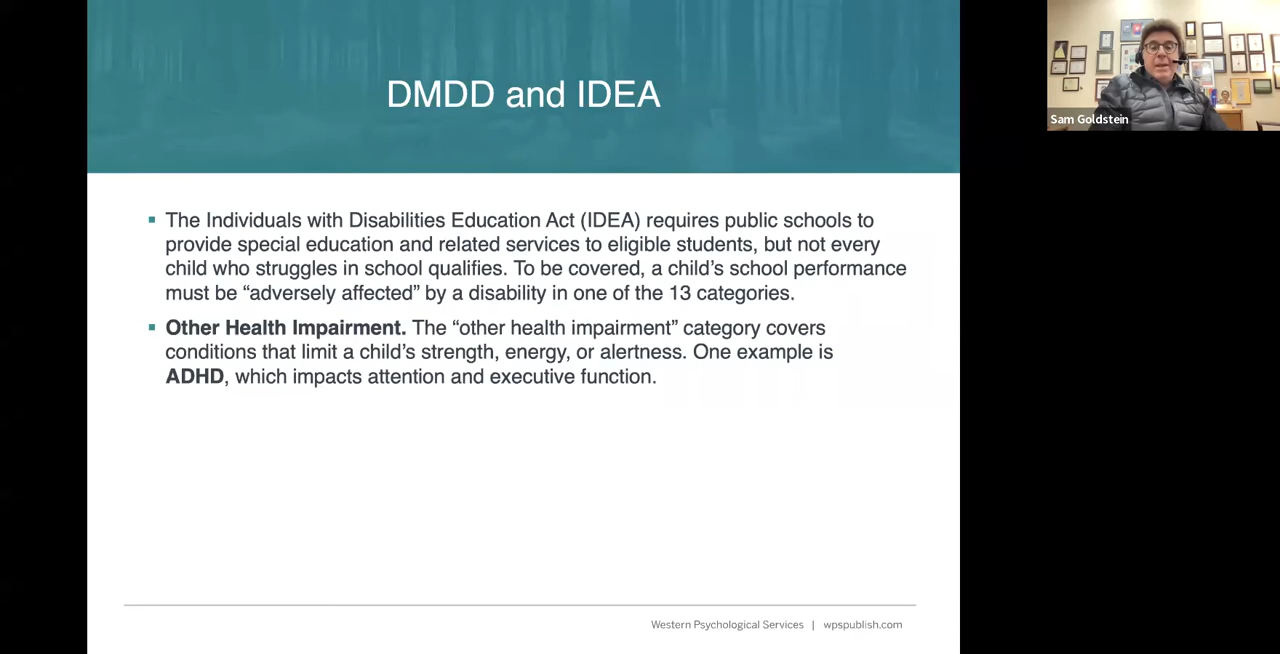 DMDD and IDEA
Sam Goldstein
▪ The Individuals with Disabilities Education Act (IDEA) requires public schools to
provide special education and related services to eligible students, but not every
child who struggles in school qualifies. To be covered, a child’s school performance
must be “adversely affected” by a disability in one of the 13 categories.
▪ Other Health Impairment. The “other health impairment” category covers
conditions that limit a child’s strength, energy, or alertness. One example is
ADHD, which impacts attention and executive function.
Western Psychological Services | wpspublish.com